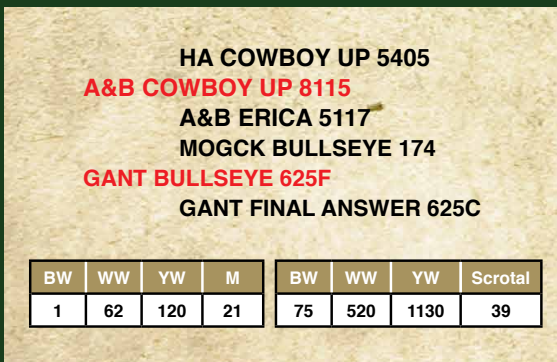 HA COWBOY UP 5405
A&B COWBOY UP 8115
A&B ERICA 5117
MOGCK BULLSEYE 174
GANT BULLSEYE 625F
GANT FINAL ANSWER 625C
BW WW YW M BW WW YW Scrotal
1 62 120 21 75 520 1130 39